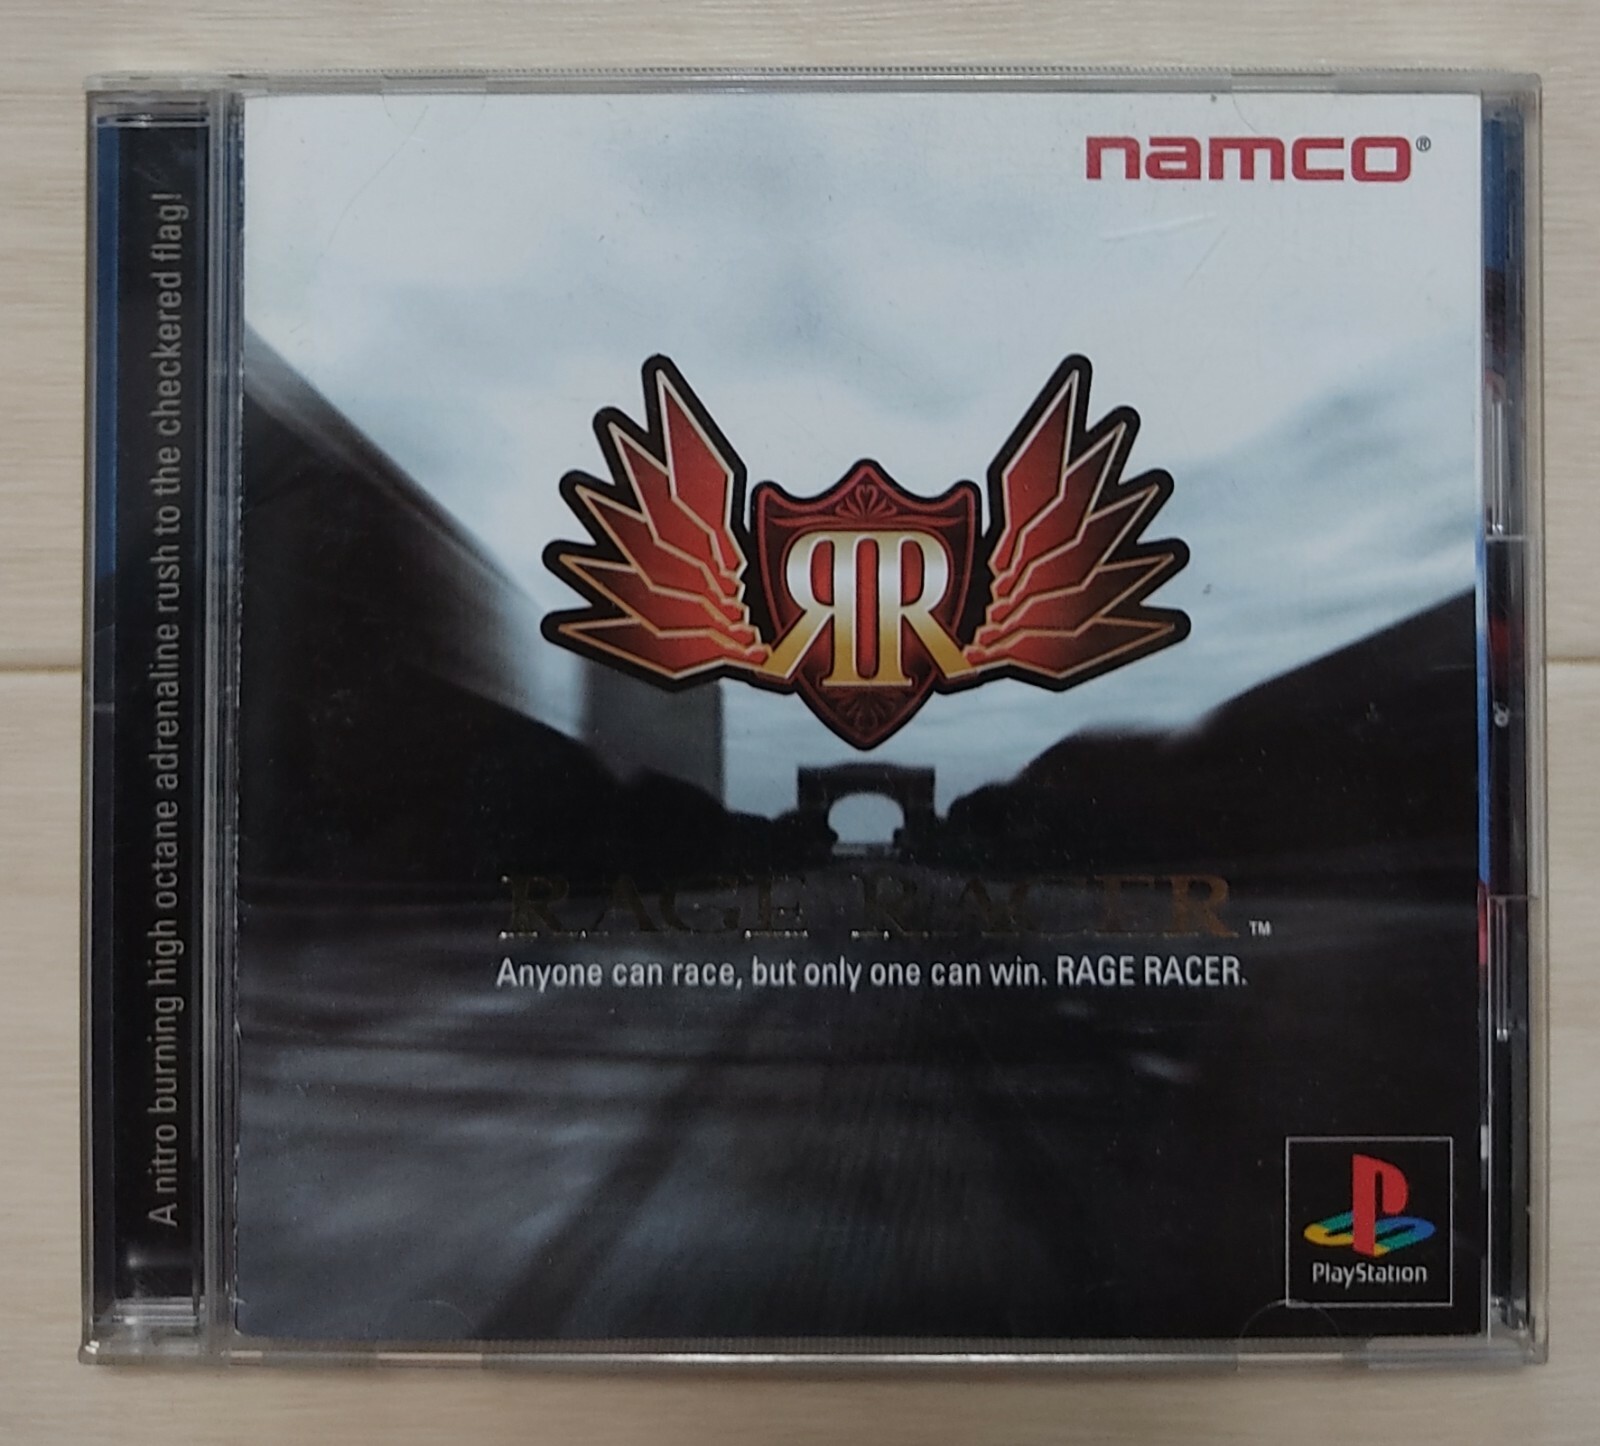 namco®
A nitro burning high octane adrenaline rush to the checkered flag!
RR
RAGE RACER™
Anyone can race, but only one can win. RAGE RACER.
PlayStation